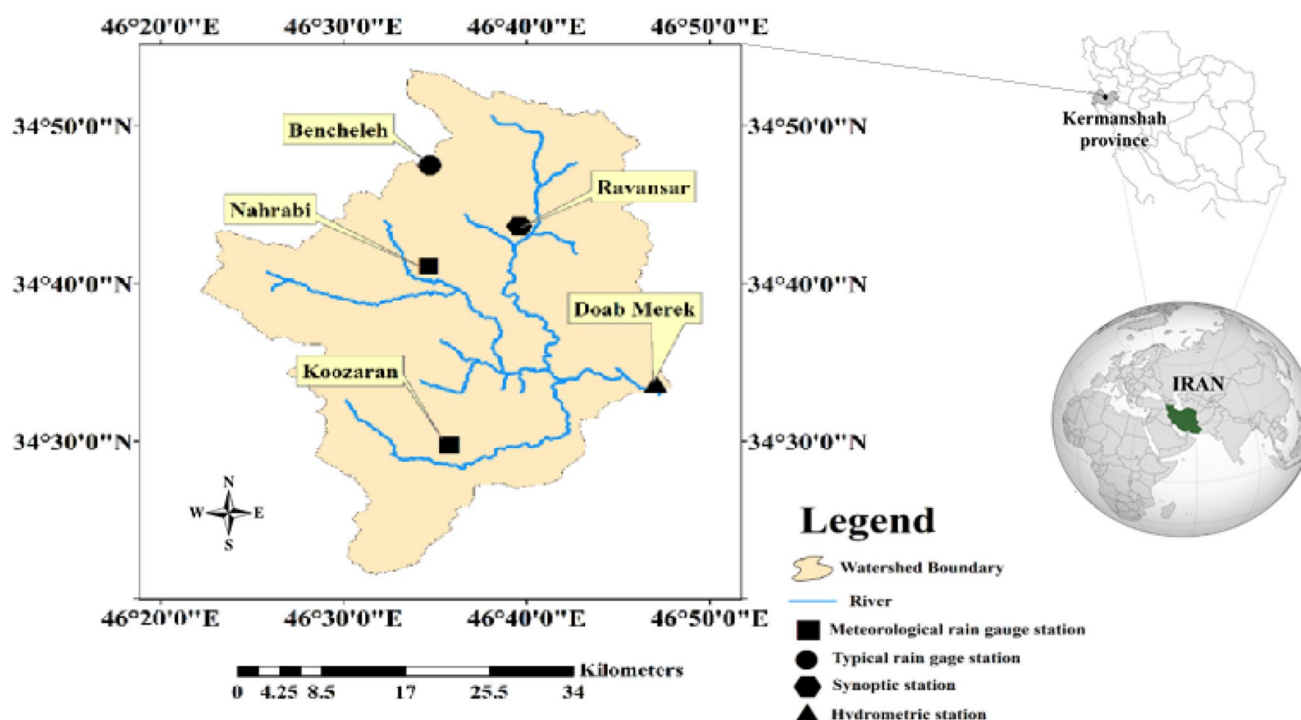 46°20'0"E 46°30'0"E 46°40'0"E 46°50'0"E
34°50'0"N
34°50'0"N
Bencheleh
Ravansar
Nahrabi
34°40'0"N
34°40'0"N
Doab Merek
Koozaran
34°30'0"N
34°30'0"N
N
W E
S
46°20'0"E 46°30'0"E 46°40'0"E 46°50'0"E
Kilometers
0 4.25 8.5 17 25.5 34
Kermanshah
province
IRAN
Legend
Watershed Boundary
River
Meteorological rain gauge station
Typical rain gage station
Synoptic station
Hydrometric station